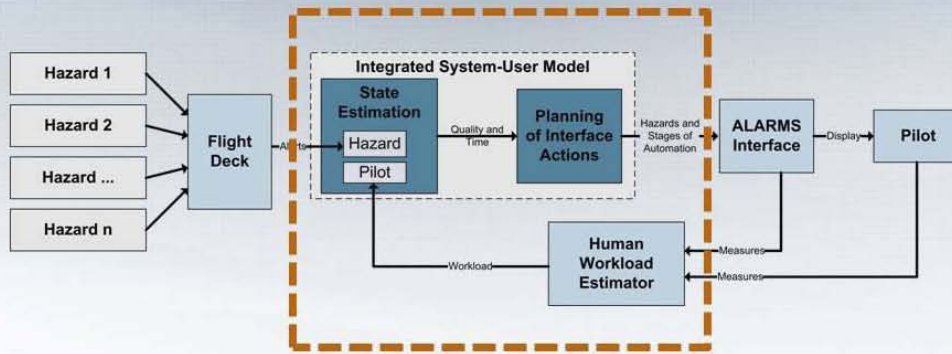 Hazard 1
Hazard 2
Hazard ...
Hazard n
Flight
Deck
Alerts
Integrated System-User Model
State
Estimation
Hazard
Pilot
Quality and
Time
Planning
of Interface
Actions
Hazards and
Stages of
Automation
ALARMS
Interface
Display
Pilot
Human
Workload
Estimator
Workload
Measures
Measures